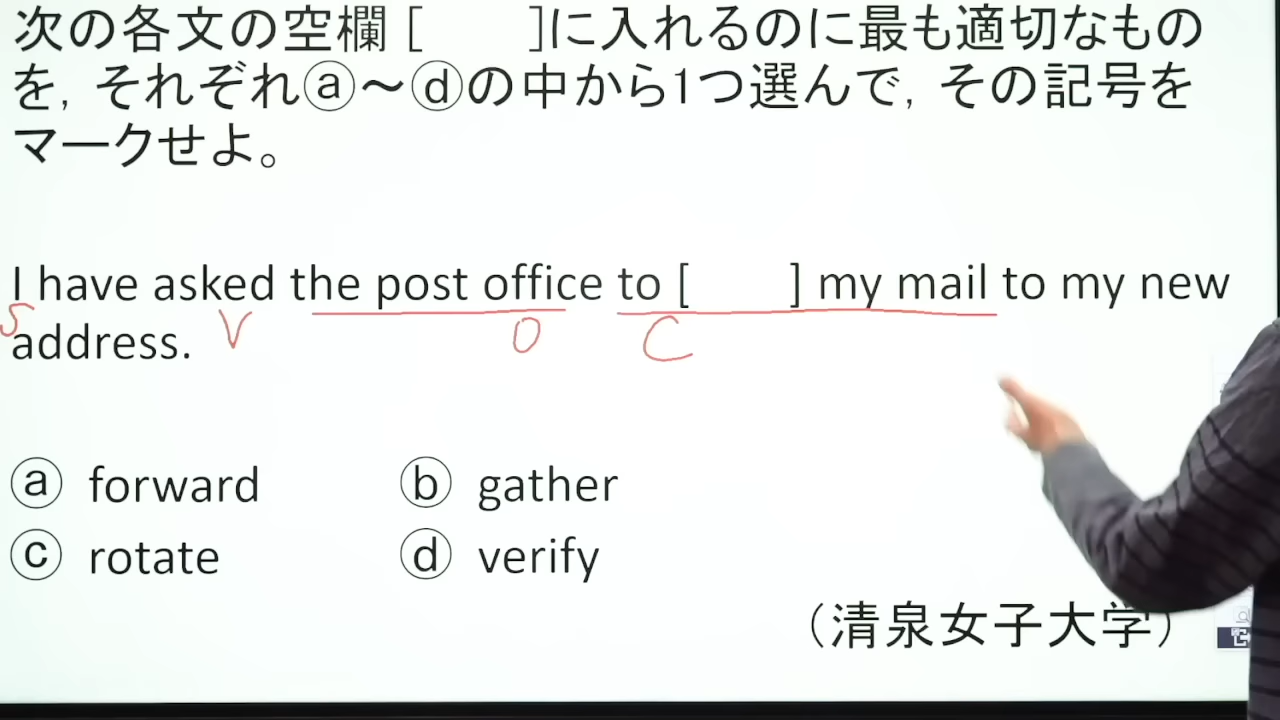 次の各文の空欄 [　　]に入れるのに最も適切なもの
を, それぞれⓐ〜ⓓの中から1つ選んで, その記号を
マークせよ。
I have asked the post office to [　　] my mail to my new
S V O C
address.
ⓐ forward ⓑ gather
ⓒ rotate ⓓ verify
（清泉女子大学）